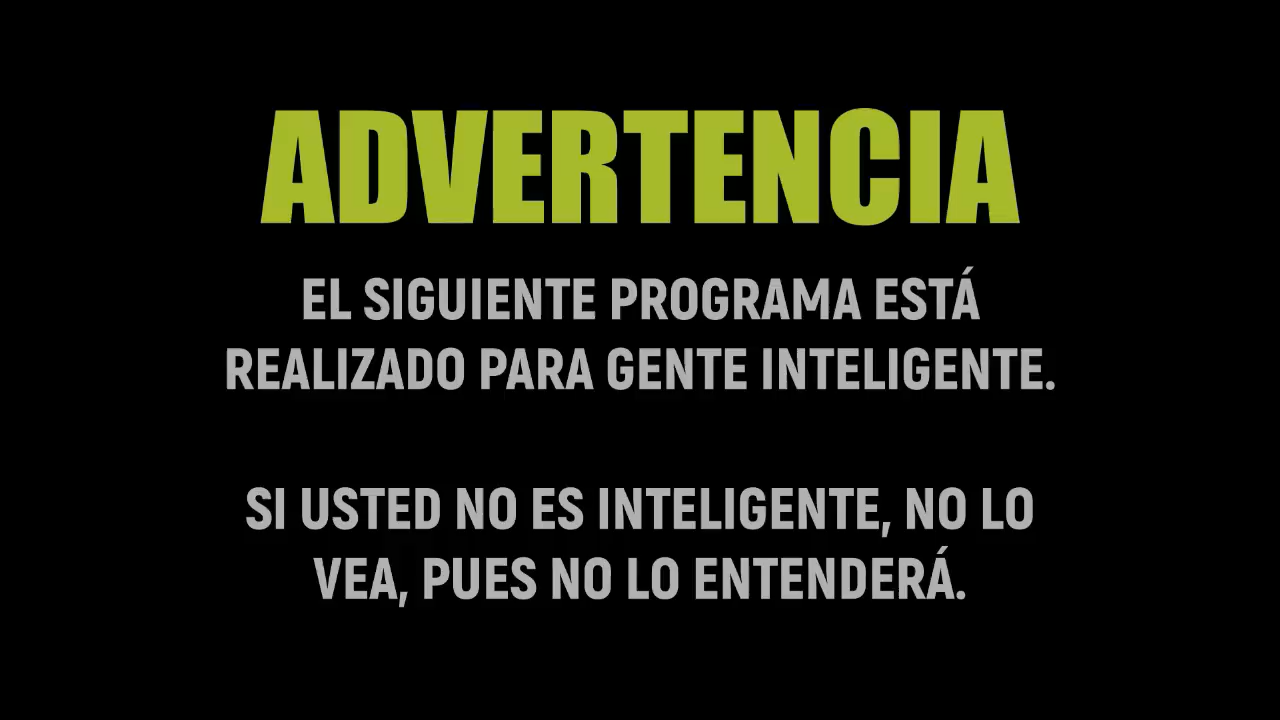 ADVERTENCIA
EL SIGUIENTE PROGRAMA ESTÁ
REALIZADO PARA GENTE INTELIGENTE.
SI USTED NO ES INTELIGENTE, NO LO
VEA, PUES NO LO ENTENDERÁ.